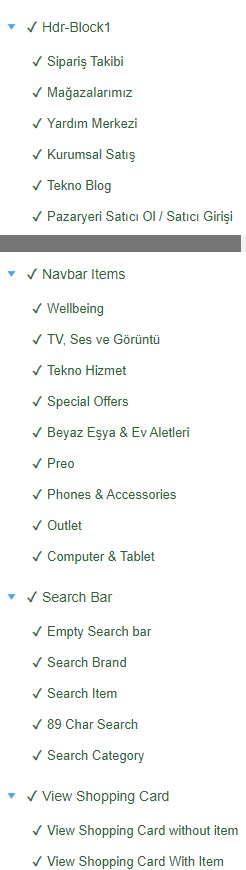 Hdr-Block1
Sipariş Takibi
Mağazalarımız
Yardım Merkezi
Kurumsal Satış
Tekno Blog
Pazaryeri Satıcı Ol / Satıcı Girişi
Navbar Items
Wellbeing
TV, Ses ve Görüntü
Tekno Hizmet
Special Offers
Beyaz Eşya & Ev Aletleri
Preo
Phones & Accessories
Outlet
Computer & Tablet
Search Bar
Empty Search bar
Search Brand
Search Item
89 Char Search
Search Category
View Shopping Card
View Shopping Card without item
View Shopping Card With Item